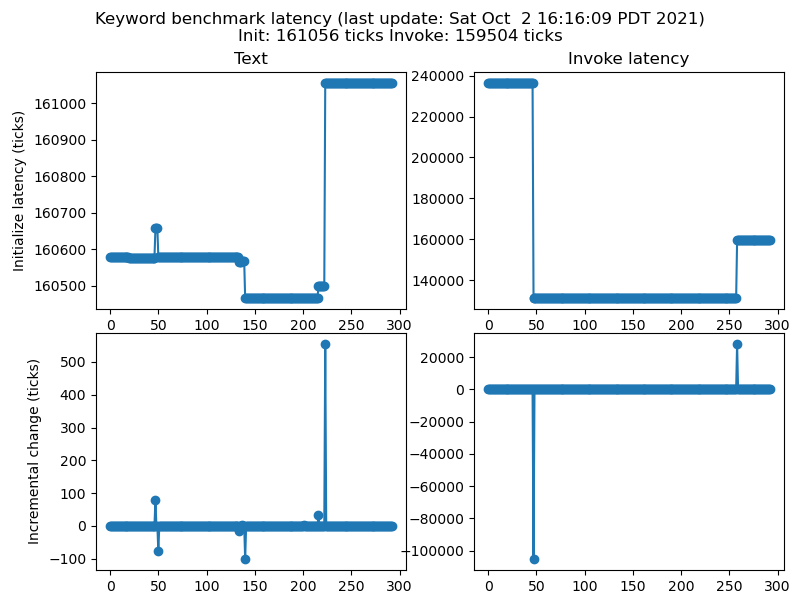 Keyword benchmark latency (last update: Sat Oct  2 16:16:09 PDT 2021)
Init: 161056 ticks Invoke: 159504 ticks
Text
Invoke latency
Initialize latency (ticks)
161000
160900
160800
160700
160600
160500
0 50 100 150 200 250 300
240000
220000
200000
180000
160000
140000
0 50 100 150 200 250 300
Incremental change (ticks)
500
400
300
200
100
0
−100
0 50 100 150 200 250 300
20000
0
−20000
−40000
−60000
−80000
−100000
0 50 100 150 200 250 300